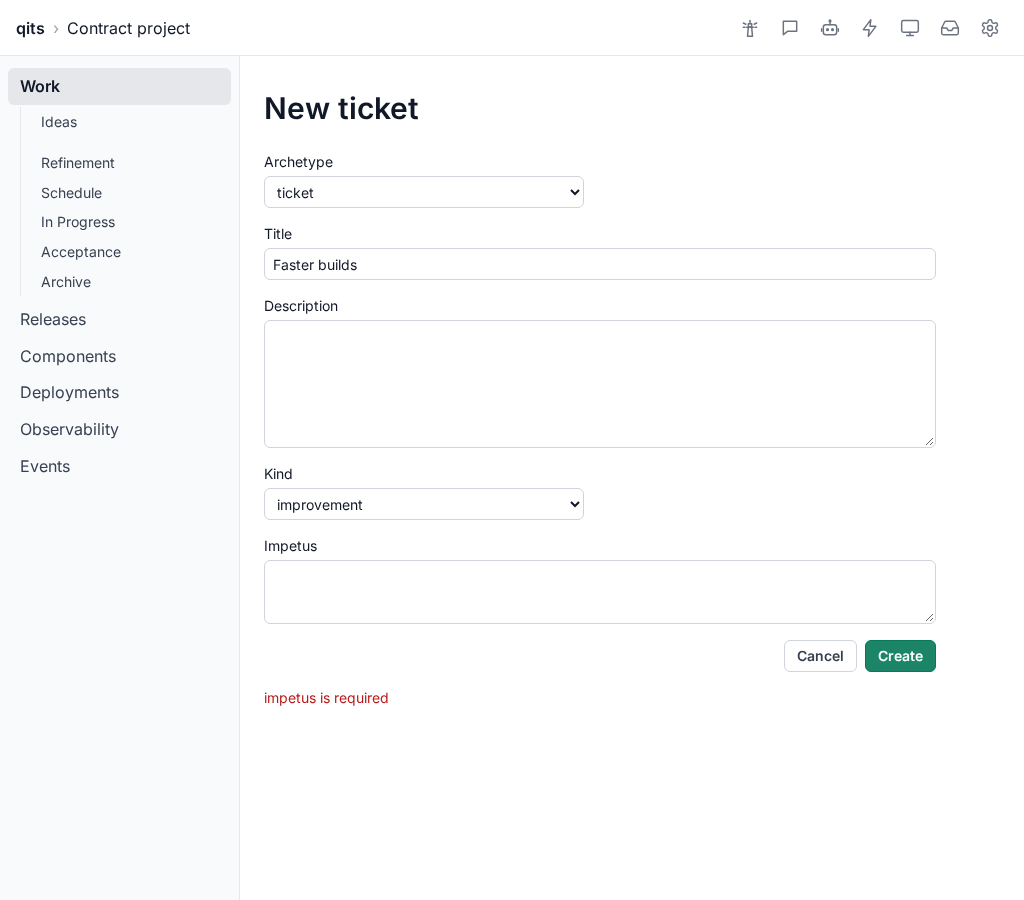 qits › Contract project
Work
Ideas
Refinement
Schedule
In Progress
Acceptance
Archive
Releases
Components
Deployments
Observability
Events
New ticket
Archetype
ticket
Title
Faster builds
Description
Kind
improvement
Impetus
Cancel
Create
impetus is required